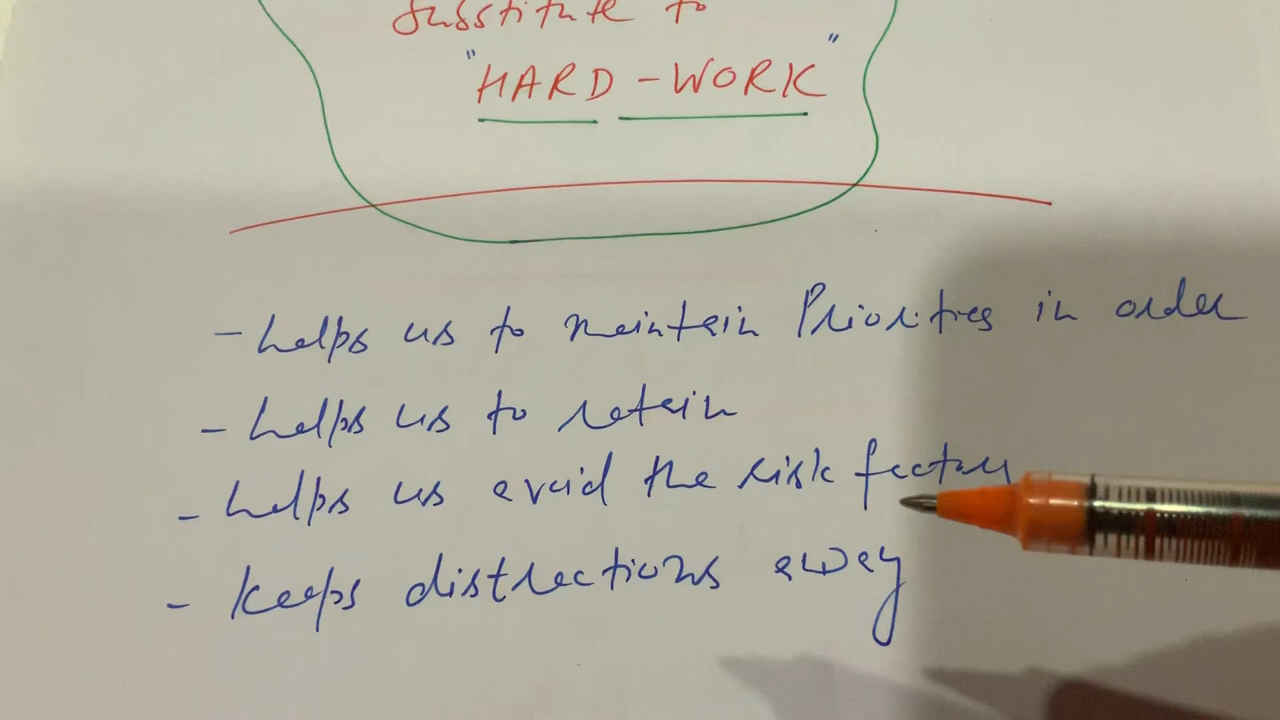 substitute to
"HARD-WORK"
- helps us to maintain Priorities in order
- helps us to retain
- helps us avoid the risk factors
- keeps distractions away